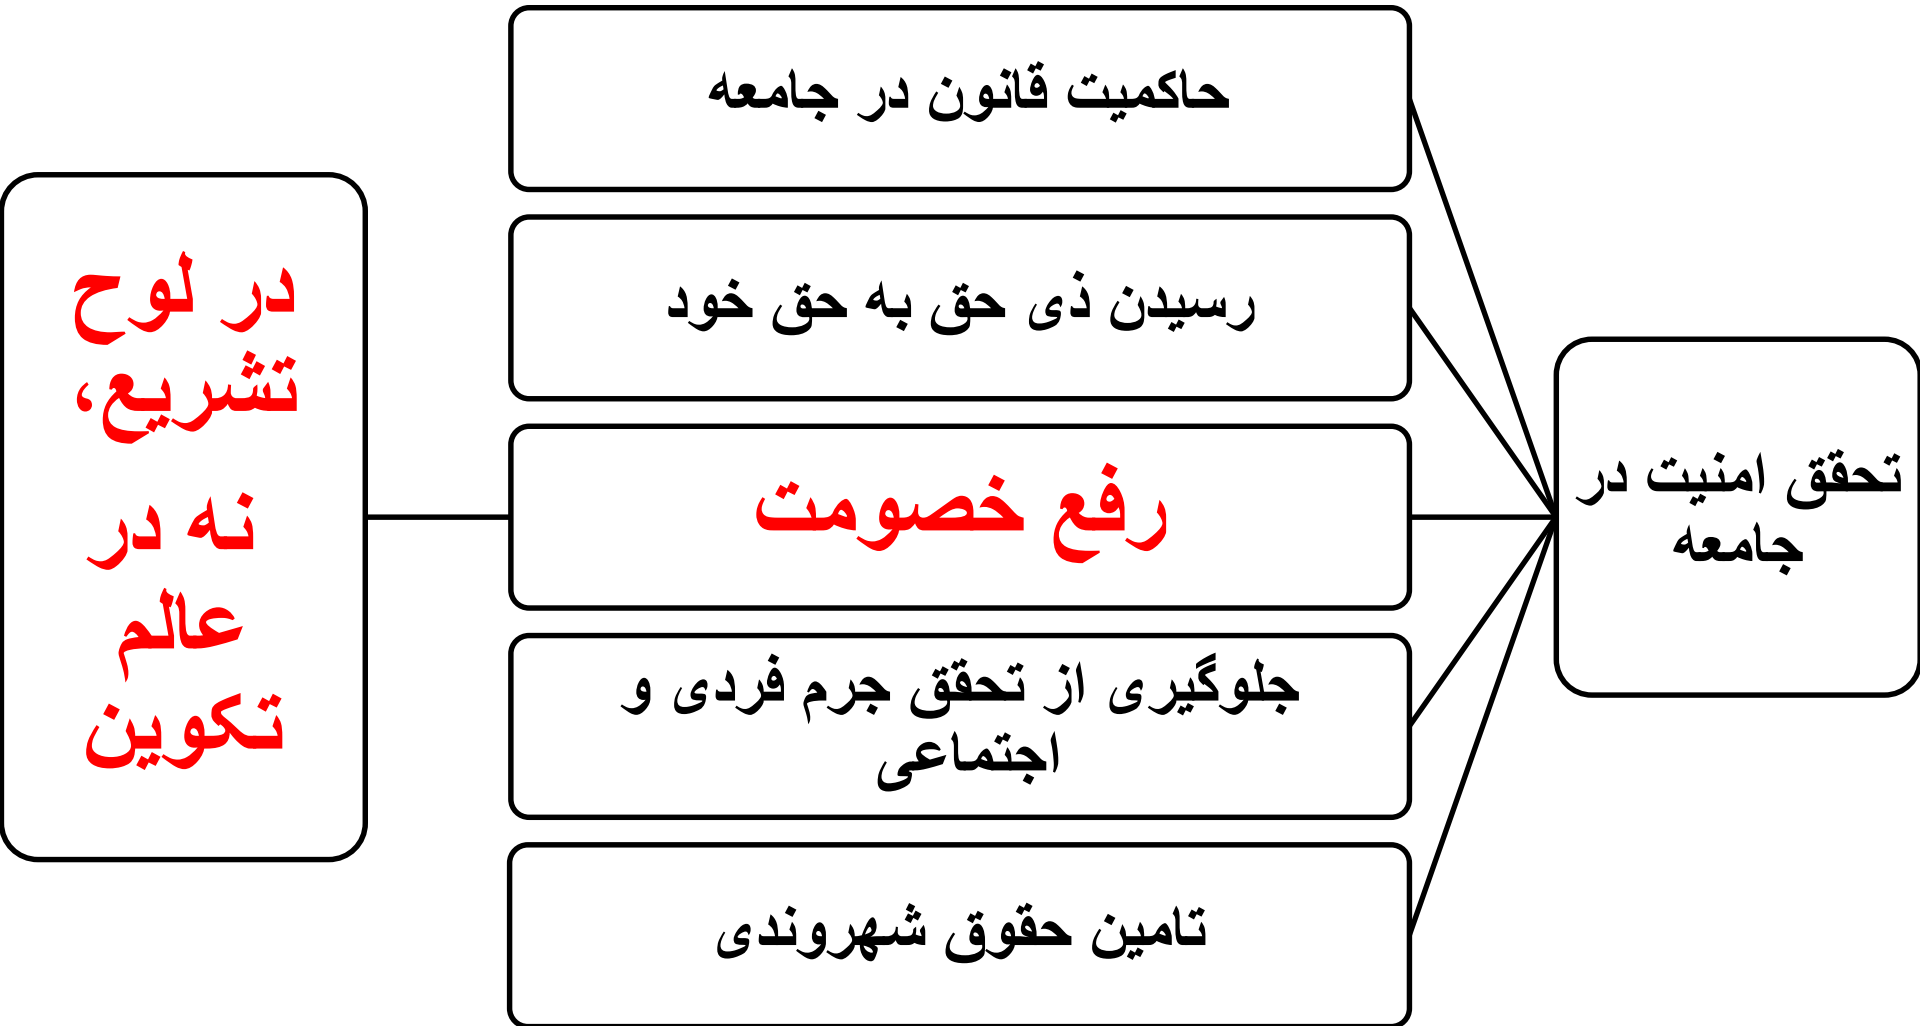 تحقق امنیت در
جامعه
حاکمیت قانون در جامعه
رسیدن ذی حق به حق خود
رفع خصومت
جلوگیری از تحقق جرم فردی و
اجتماعی
تامین حقوق شهروندی
در لوح
تشریع،
نه در
عالم
تکوین